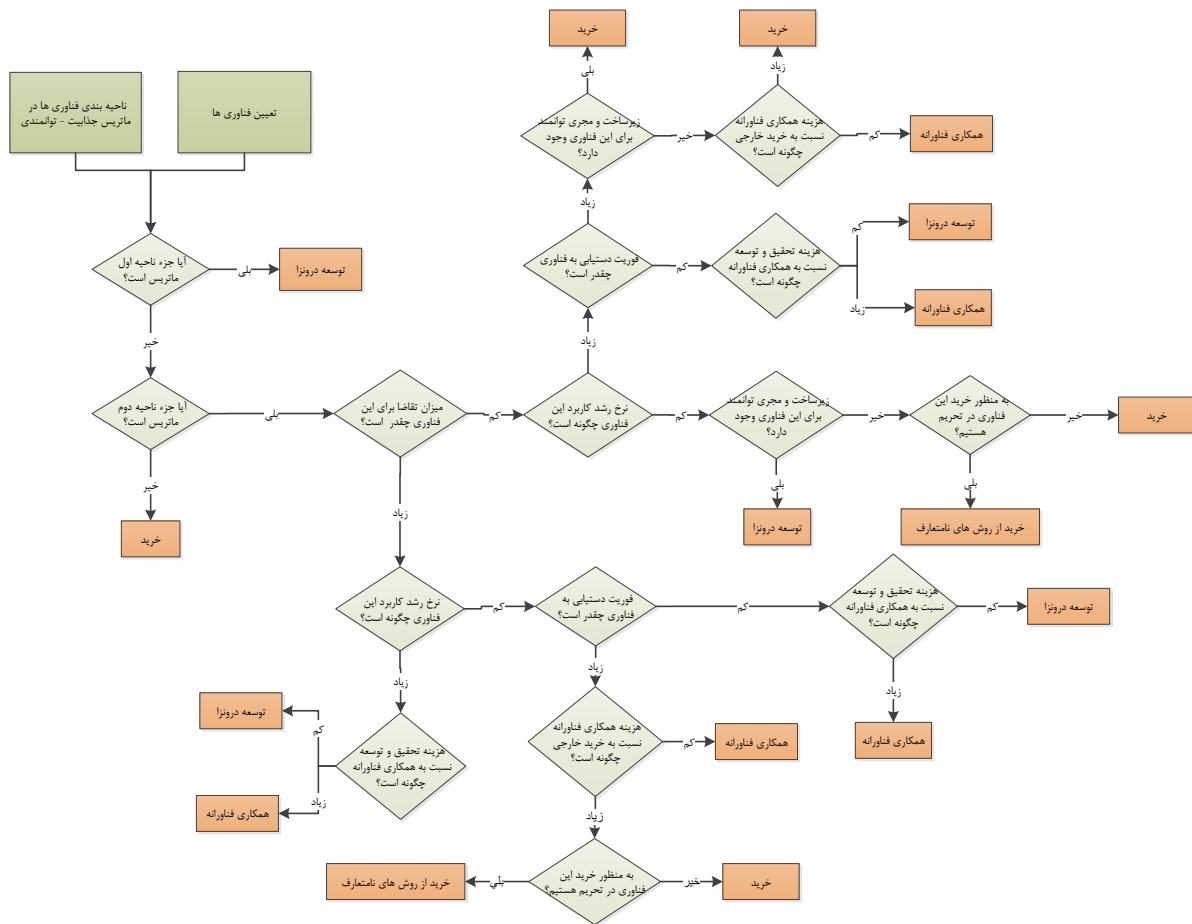 خرید
خرید
ناحیه بندی فناوری ها در
ماتریس جذابیت - توانمندی
تعیین فناوری ها
بلی
زیاد
زیرساخت و مجری توانمند
برای این فناوری وجود
دارد؟
خیر
هزینه همکاری فناورانه
نسبت به خرید خارجی
چگونه است؟
کم
همکاری فناورانه
زیاد
آیا جزء ناحیه اول
ماتریس است؟
بلی
توسعه درونزا
فوریت دستیابی به فناوری
چقدر است؟
کم
هزینه تحقیق و توسعه
نسبت به همکاری فناورانه
چگونه است؟
کم
توسعه درونزا
زیاد
همکاری فناورانه
خیر
زیاد
آیا جزء ناحیه دوم
ماتریس است؟
بلی
میزان تقاضا برای این
فناوری چقدر است؟
کم
نرخ رشد کاربرد این
فناوری چگونه است؟
کم
زیرساخت و مجری توانمند
برای این فناوری وجود
دارد؟
خیر
به منظور خرید این
فناوری در تحریم
هستیم؟
خیر
خرید
خیر
خرید
زیاد
بلی
توسعه درونزا
بلی
خرید از روش های نامتعارف
نرخ رشد کاربرد این
فناوری چگونه است؟
کم
فوریت دستیابی به
فناوری چقدر است؟
کم
هزینه تحقیق و توسعه
نسبت به همکاری فناورانه
چگونه است؟
کم
توسعه درونزا
زیاد
زیاد
زیاد
همکاری فناورانه
توسعه درونزا
کم
هزینه تحقیق و توسعه
نسبت به همکاری فناورانه
چگونه است؟
زیاد
همکاری فناورانه
هزینه همکاری فناورانه
نسبت به خرید خارجی
چگونه است؟
کم
همکاری فناورانه
زیاد
به منظور خرید این
فناوری در تحریم هستیم؟
بلی
خرید از روش های نامتعارف
خیر
خرید